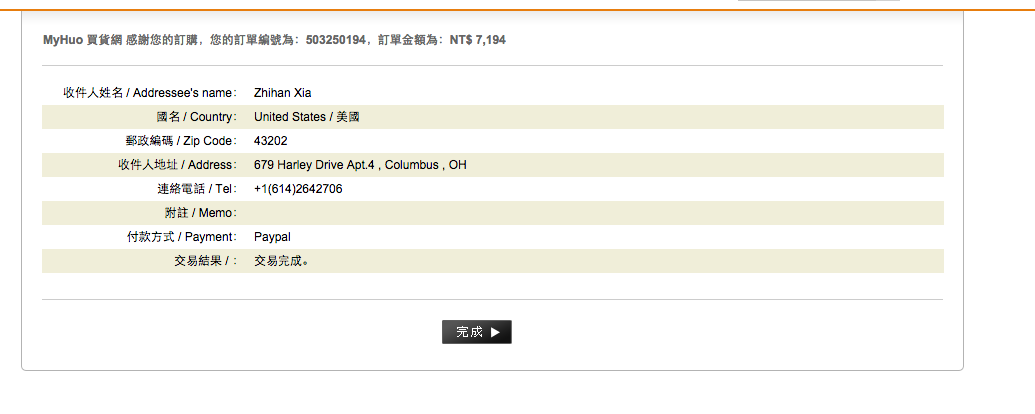 MyHuo 買貨網 感謝您的訂購，您的訂單編號為：503250194，訂單金額為：NT$ 7,194
收件人姓名 / Addressee's name： Zhihan Xia
國名 / Country： United States / 美國
郵政編碼 / Zip Code： 43202
收件人地址 / Address： 679 Harley Drive Apt.4 , Columbus , OH
連絡電話 / Tel： +1(614)2642706
附註 / Memo：
付款方式 / Payment： Paypal
交易結果 / ： 交易完成。
完成 ▶